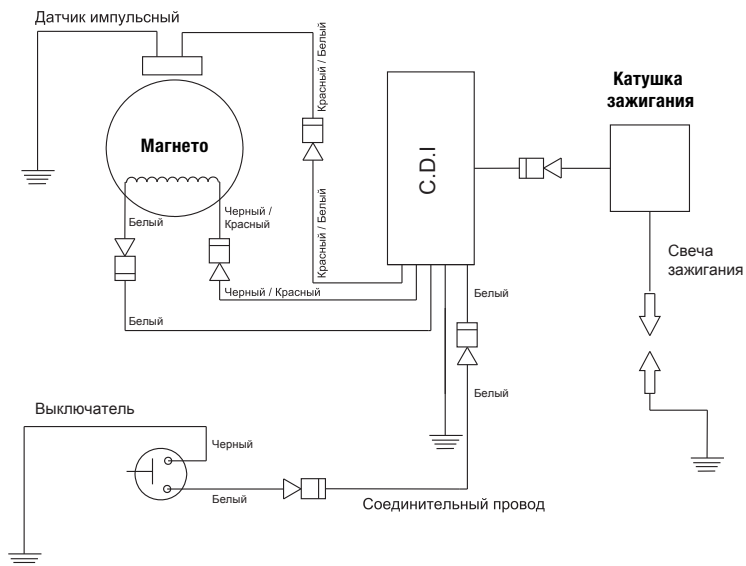 Датчик импульсный
Красный / Белый
Катушка
зажигания
Магнето
C.D.I
Белый
Черный /
Красный
Красный / Белый
Свеча
зажигания
Черный / Красный
Белый
Белый
Белый
Выключатель
Черный
Белый
Соединительный провод